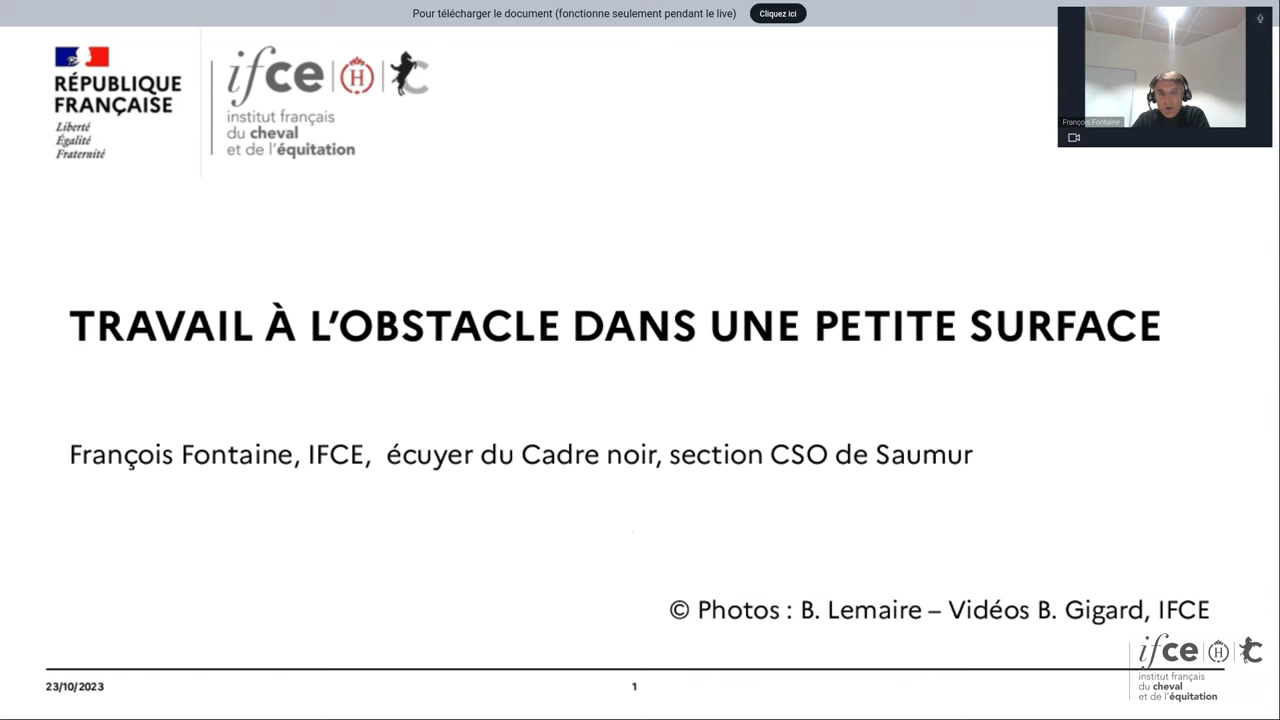 Pour télécharger le document (fonctionne seulement pendant le live)
Cliquez ici
François Fontaine
RÉPUBLIQUE
FRANÇAISE
Liberté
Égalité
Fraternité
ifce | H | C
institut français
du cheval
et de l'équitation
TRAVAIL À L'OBSTACLE DANS UNE PETITE SURFACE
François Fontaine, IFCE, écuyer du Cadre noir, section CSO de Saumur
© Photos : B. Lemaire – Vidéos B. Gigard, IFCE
23/10/2023
1
ifce | H | C
institut français
du cheval
et de l'équitation